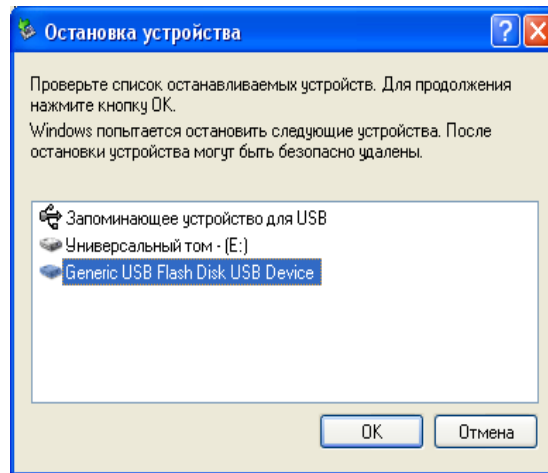 Остановка устройства
Проверьте список останавливаемых устройств. Для продолжения
нажмите кнопку ОК.
Windows попытается остановить следующие устройства. После
остановки устройства могут быть безопасно удалены.
Запоминающее устройство для USB
Универсальный том - (E:)
Generic USB Flash Disk USB Device
ОК
Отмена